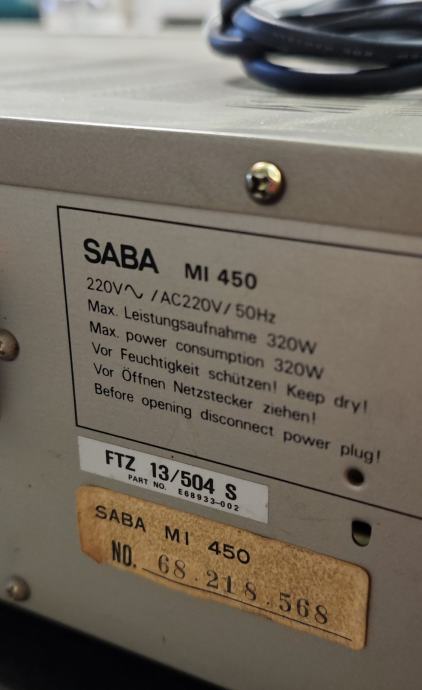 SABA MI 450
220V∿ /AC220V/ 50Hz
Max. Leistungsaufnahme 320W
Max. power consumption 320W
Vor Feuchtigkeit schützen! Keep dry!
Vor Öffnen Netzstecker ziehen!
Before opening disconnect power plug!
FTZ 13/504 S
PART NO. E68933-002
SABA MI 450
NO. 68.218.568